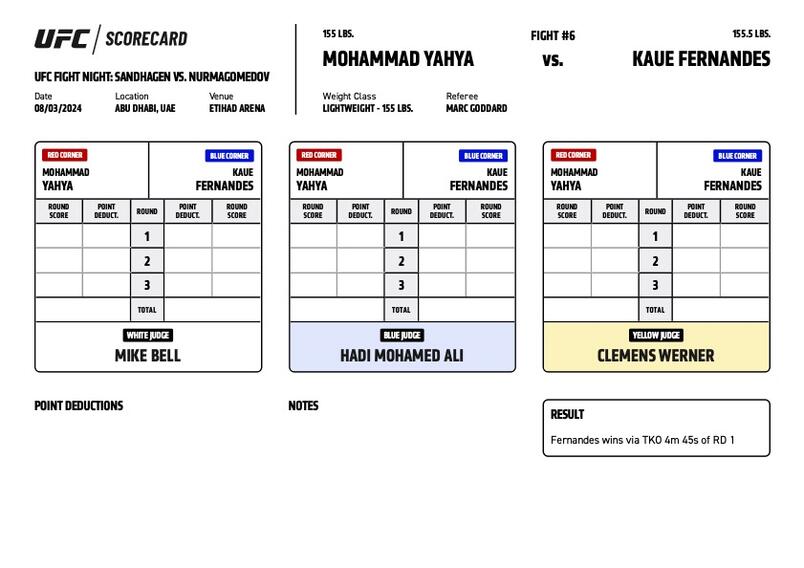 UFC / SCORECARD
UFC FIGHT NIGHT: SANDHAGEN VS. NURMAGOMEDOV
Date Location Venue
08/03/2024 ABU DHABI, UAE ETIHAD ARENA
155 LBS. FIGHT #6 155.5 LBS.
MOHAMMAD YAHYA vs. KAUE FERNANDES
Weight Class Referee
LIGHTWEIGHT - 155 LBS. MARC GODDARD
RED CORNER BLUE CORNER
MOHAMMAD KAUE
YAHYA FERNANDES
ROUND SCORE POINT DEDUCT. ROUND POINT DEDUCT. ROUND SCORE
1
2
3
TOTAL
WHITE JUDGE
MIKE BELL
RED CORNER BLUE CORNER
MOHAMMAD KAUE
YAHYA FERNANDES
ROUND SCORE POINT DEDUCT. ROUND POINT DEDUCT. ROUND SCORE
1
2
3
TOTAL
BLUE JUDGE
HADI MOHAMED ALI
RED CORNER BLUE CORNER
MOHAMMAD KAUE
YAHYA FERNANDES
ROUND SCORE POINT DEDUCT. ROUND POINT DEDUCT. ROUND SCORE
1
2
3
TOTAL
YELLOW JUDGE
CLEMENS WERNER
POINT DEDUCTIONS
NOTES
RESULT
Fernandes wins via TKO 4m 45s of RD 1